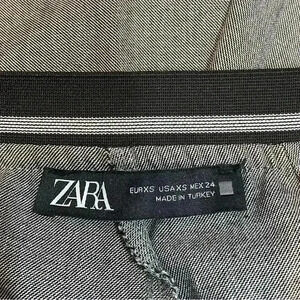 ZARA
EUR XS USA XS MEX 24
MADE IN TURKEY